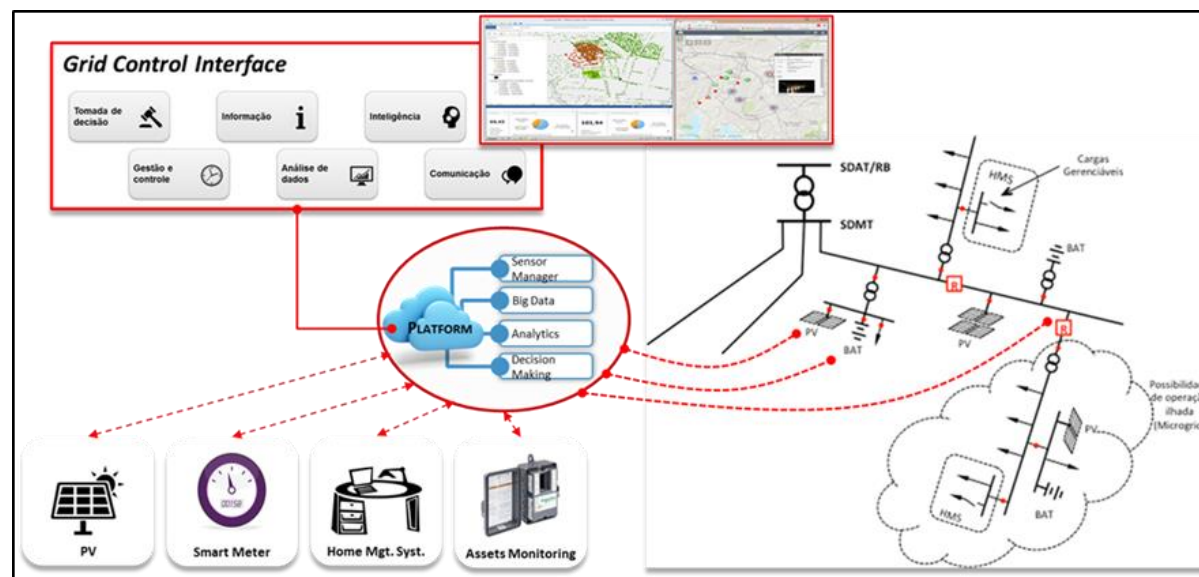 Grid Control Interface
Tomada de
decisão
Informação
i
Inteligência
Gestão e
controle
Análise de
dados
Comunicação
SDAT/RB
SDMT
HMS
Cargas
Gerenciáveis
BAT
R
PV
BAT
PV
R
Possibilidad
de operaçã
ilhada
(Microgri
PV
HMS
BAT
PLATFORM
Sensor
Manager
Big Data
Analytics
Decision
Making
PV
Smart Meter
Home Mgt. Syst.
Assets Monitoring